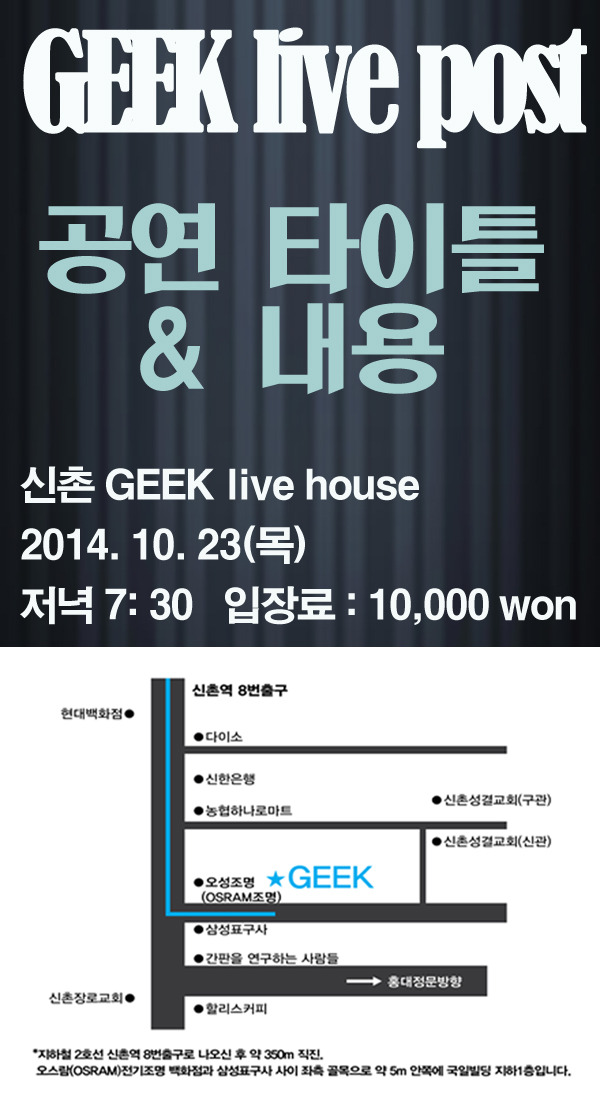 GEEK live post
공연 타이틀
& 내용
신촌 GEEK live house
2014. 10. 23(목)
저녁 7: 30 입장료 : 10,000 won
신촌역 8번출구
현대백화점
다이소
신한은행
신촌성결교회(구관)
농협하나로마트
신촌성결교회(신관)
오성조명 ★GEEK
(OSRAM조명)
삼성표구사
간판을 연구하는 사람들
홍대정문방향
신촌장로교회
할리스커피
*지하철 2호선 신촌역 8번출구로 나오신 후 약 350m 직진.
오스람(OSRAM)전기조명 백화점과 삼성표구사 사이 좌측 골목으로 약 5m 안쪽에 국일빌딩 지하1층입니다.